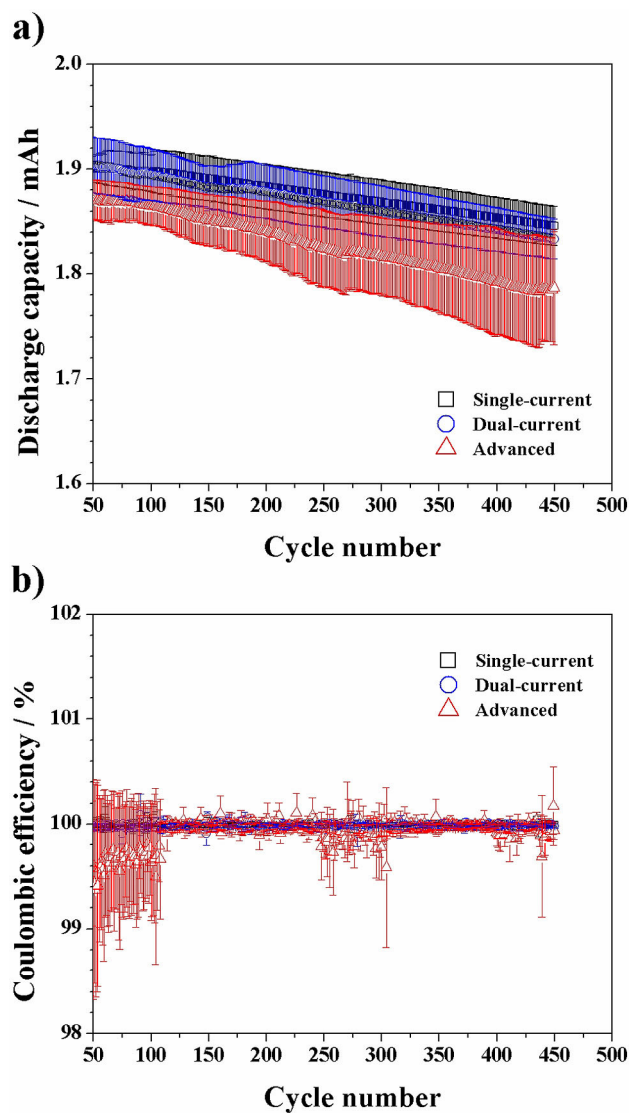 a)
2.0
1.9
1.8
1.7
1.6
Discharge capacity / mAh
Single-current
Dual-current
Advanced
50 100 150 200 250 300 350 400 450 500
Cycle number
b)
102
101
100
99
98
Coulombic efficiency / %
Single-current
Dual-current
Advanced
50 100 150 200 250 300 350 400 450 500
Cycle number